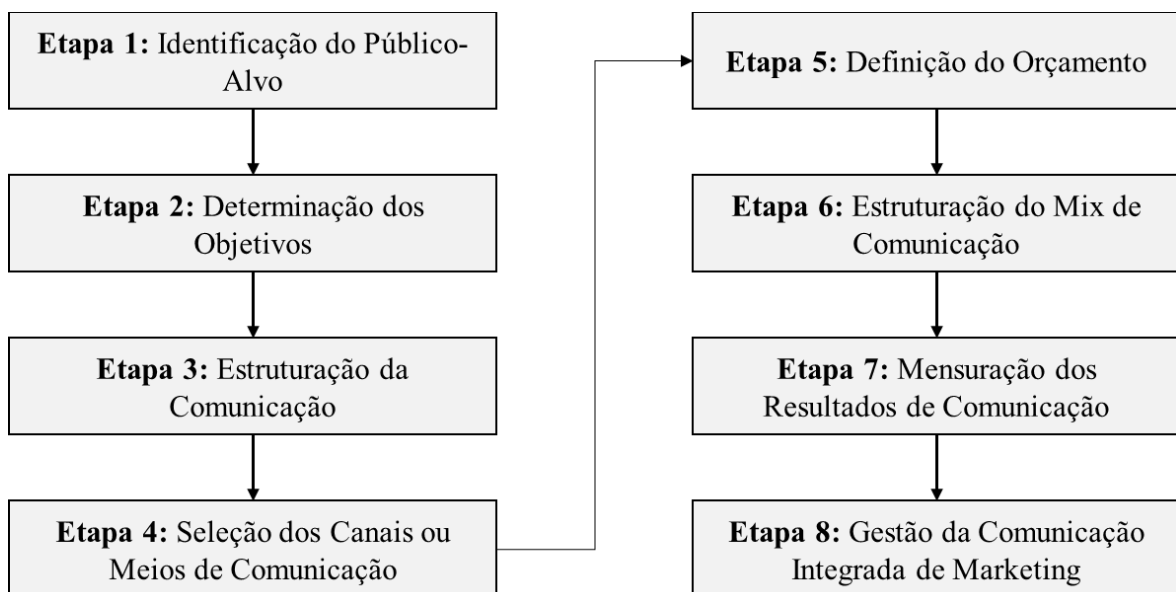 Etapa 1: Identificação do Público-
Alvo
Etapa 2: Determinação dos
Objetivos
Etapa 3: Estruturação da
Comunicação
Etapa 4: Seleção dos Canais ou
Meios de Comunicação
Etapa 5: Definição do Orçamento
Etapa 6: Estruturação do Mix de
Comunicação
Etapa 7: Mensuração dos
Resultados de Comunicação
Etapa 8: Gestão da Comunicação
Integrada de Marketing